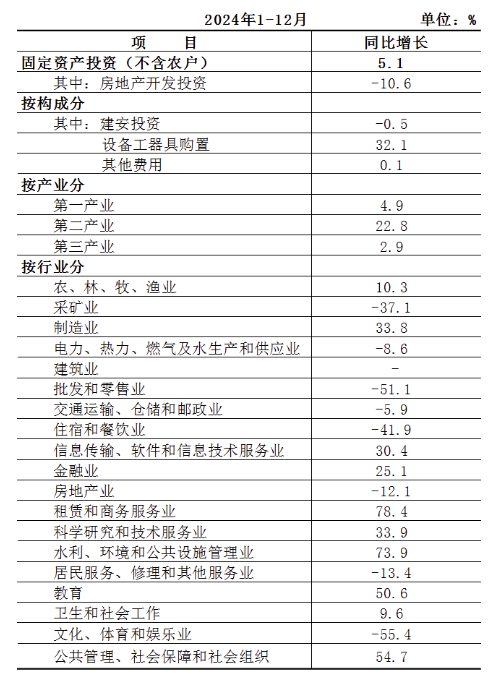 2024年1-12月 单位：%
项 目 同比增长
固定资产投资（不含农户） 5.1
其中：房地产开发投资 -10.6
按构成分
其中：建安投资 -0.5
设备工器具购置 32.1
其他费用 0.1
按产业分
第一产业 4.9
第二产业 22.8
第三产业 2.9
按行业分
农、林、牧、渔业 10.3
采矿业 -37.1
制造业 33.8
电力、热力、燃气及水生产和供应业 -8.6
建筑业 -
批发和零售业 -51.1
交通运输、仓储和邮政业 -5.9
住宿和餐饮业 -41.9
信息传输、软件和信息技术服务业 30.4
金融业 25.1
房地产业 -12.1
租赁和商务服务业 78.4
科学研究和技术服务业 33.9
水利、环境和公共设施管理业 73.9
居民服务、修理和其他服务业 -13.4
教育 50.6
卫生和社会工作 9.6
文化、体育和娱乐业 -55.4
公共管理、社会保障和社会组织 54.7